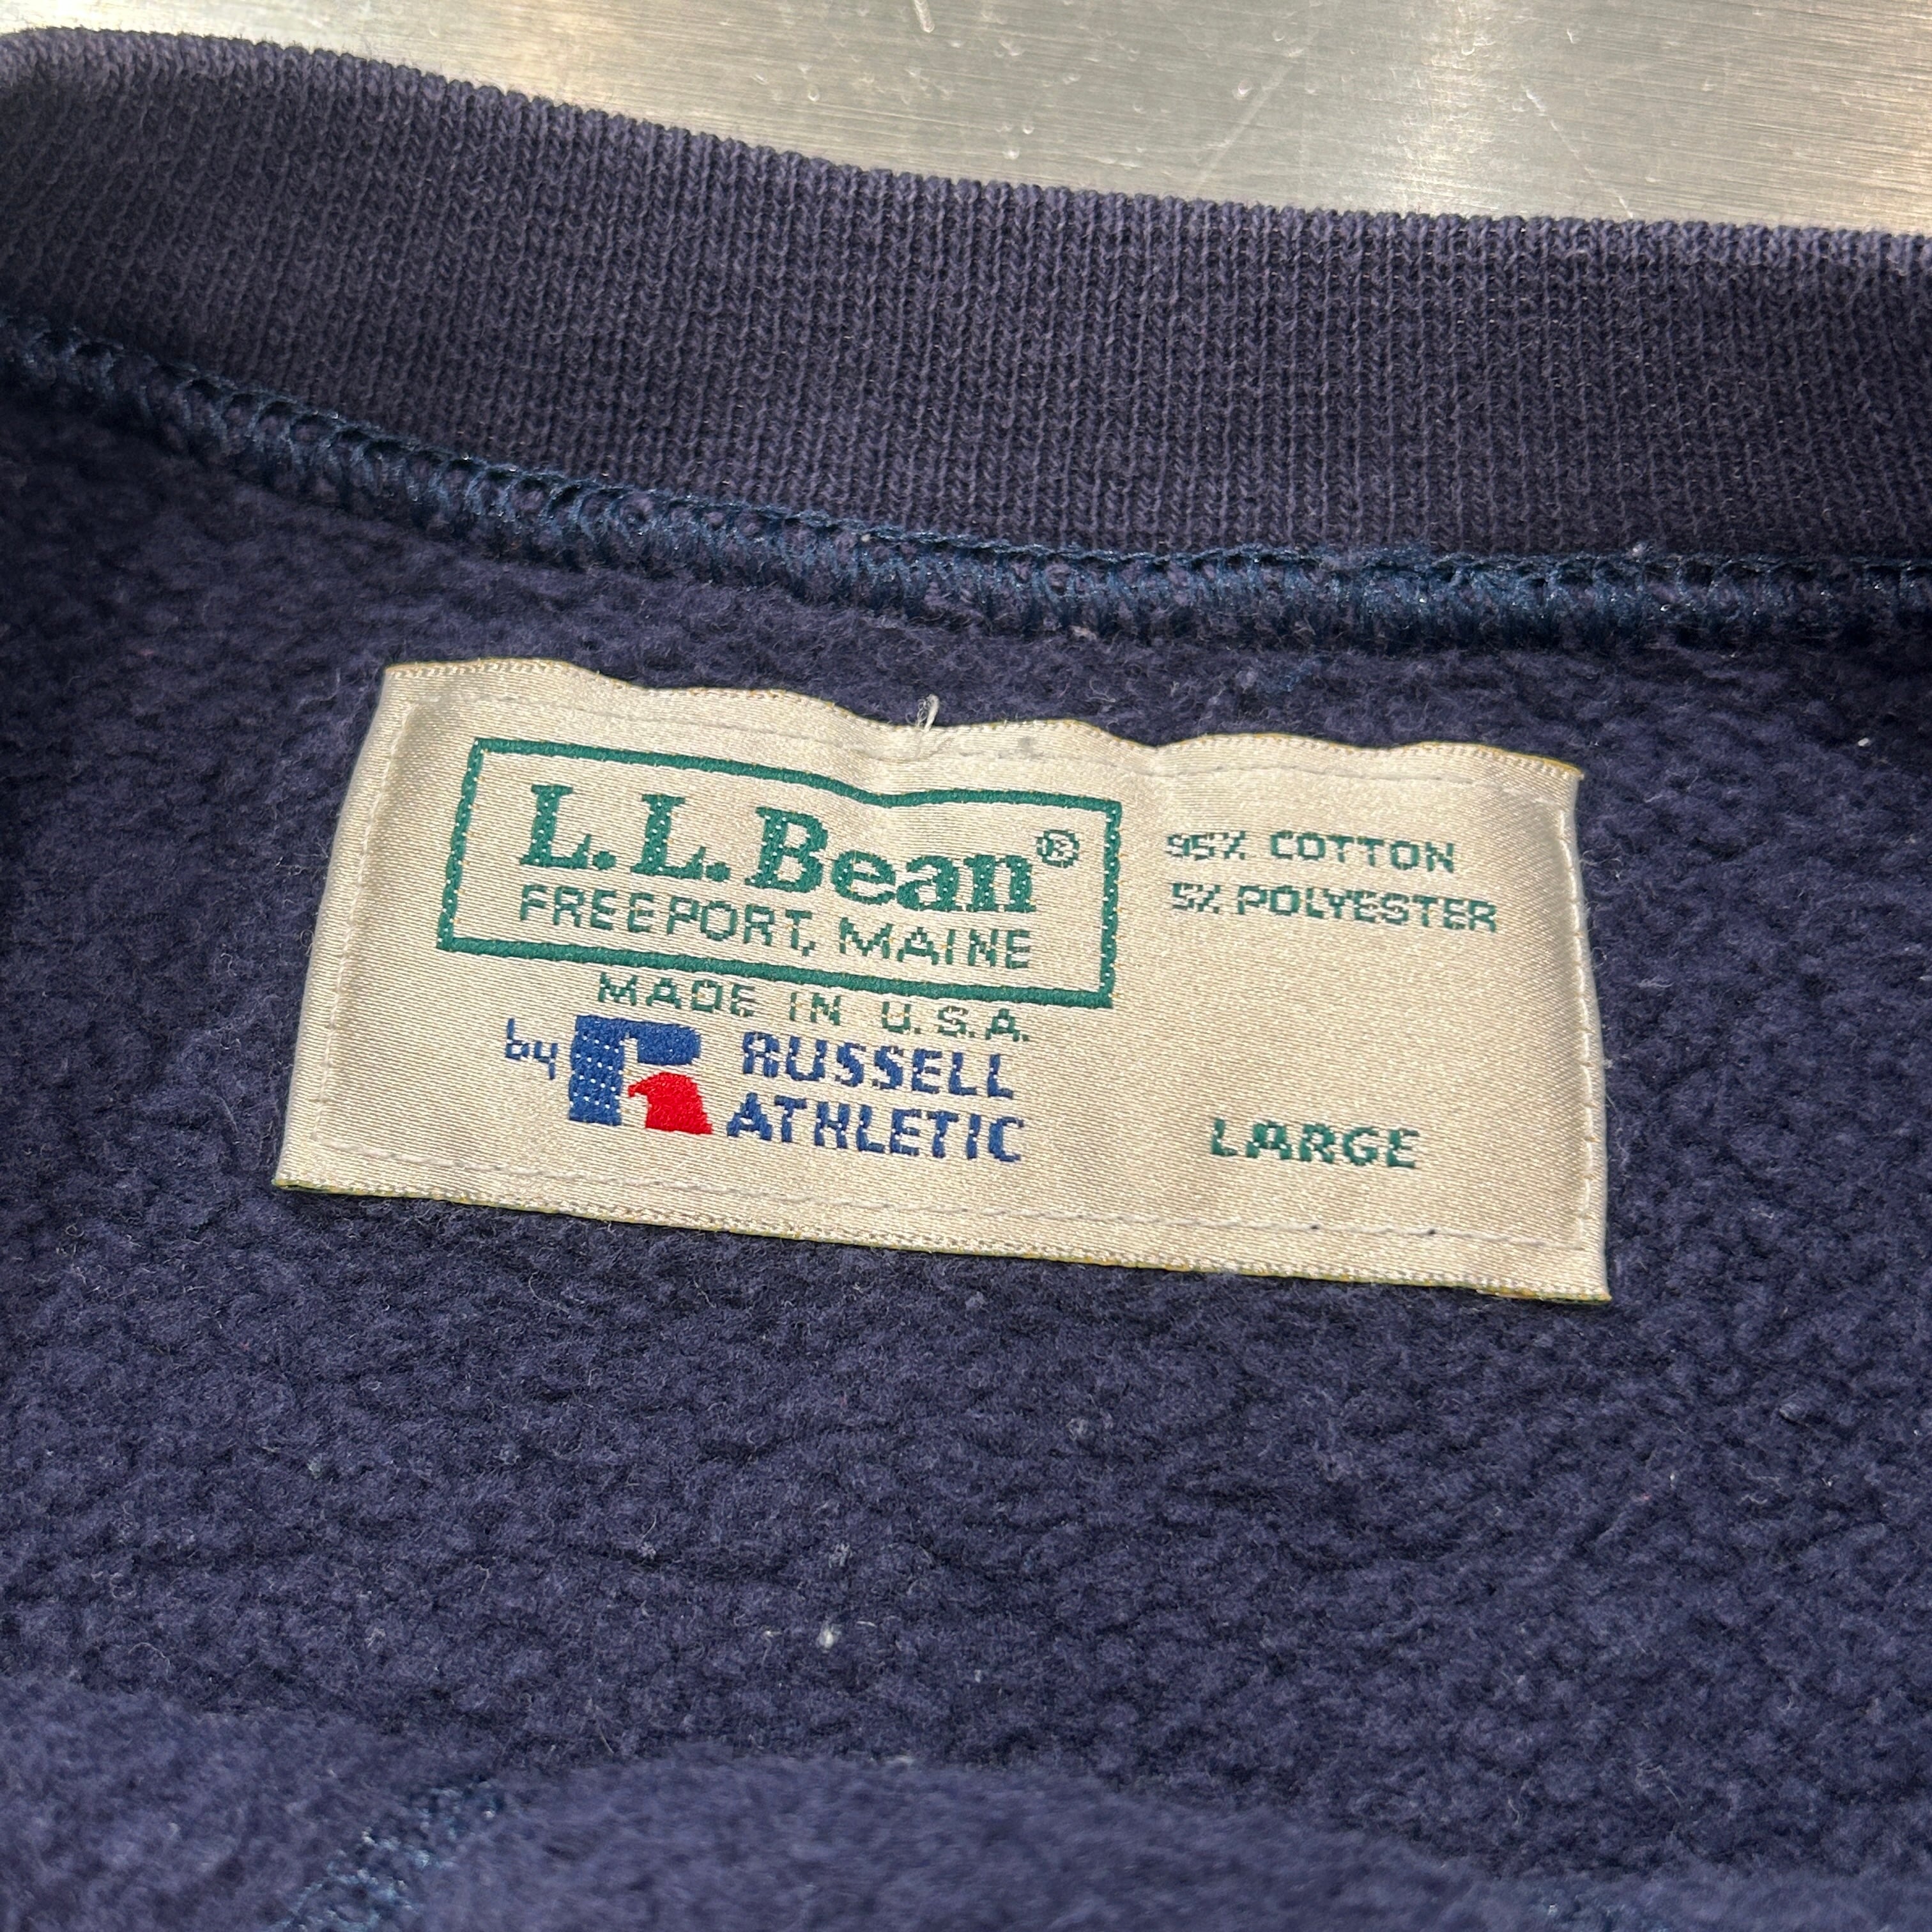 L.L.Bean®
FREEPORT, MAINE
MADE IN U.S.A.
by RUSSELL
ATHLETIC
95% COTTON
5% POLYESTER
LARGE